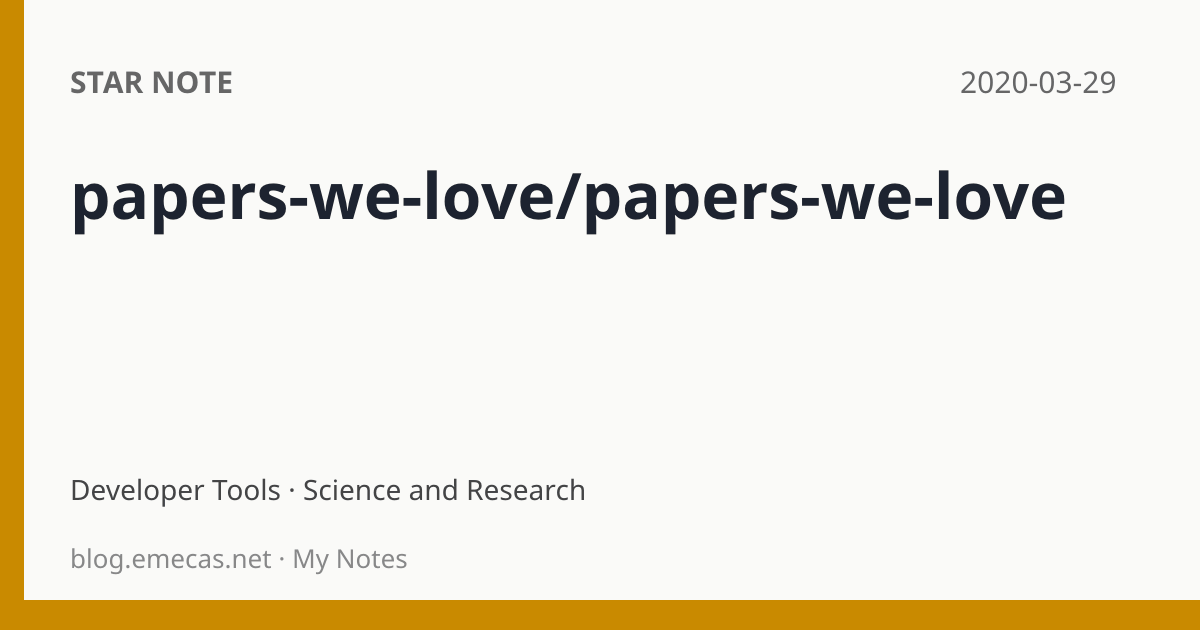 STAR NOTE
2020-03-29
papers-we-love/papers-we-love
Developer Tools · Science and Research
blog.emecas.net · My Notes